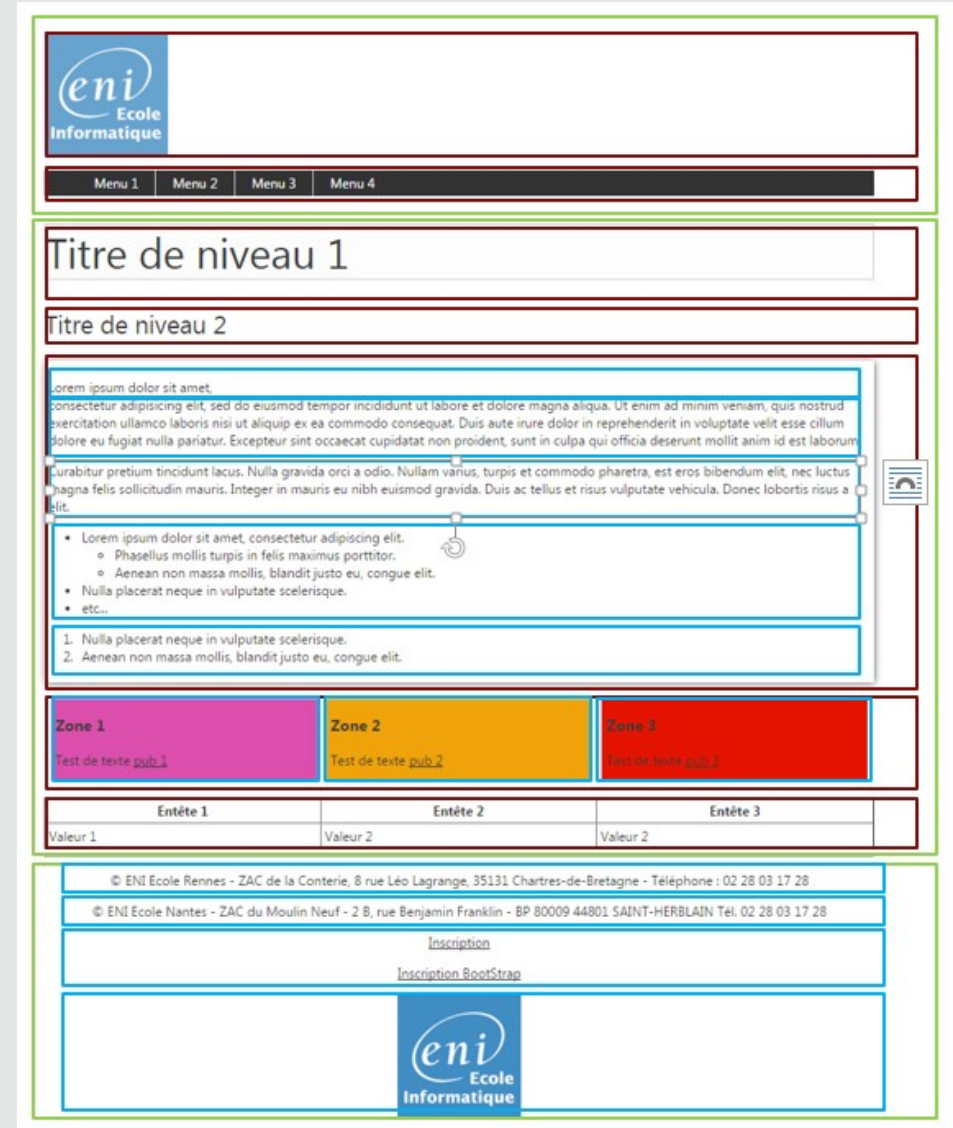 eni
Ecole
Informatique
Menu 1 Menu 2 Menu 3 Menu 4
Titre de niveau 1
Titre de niveau 2
Lorem ipsum dolor sit amet,
consectetur adipisicing elit, sed do eiusmod tempor incididunt ut labore et dolore magna aliqua. Ut enim ad minim veniam, quis nostrud
exercitation ullamco laboris nisi ut aliquip ex ea commodo consequat. Duis aute irure dolor in reprehenderit in voluptate velit esse cillum
dolore eu fugiat nulla pariatur. Excepteur sint occaecat cupidatat non proident, sunt in culpa qui officia deserunt mollit anim id est laborum
Curabitur pretium tincidunt lacus. Nulla gravida orci a odio. Nullam varius, turpis et commodo pharetra, est eros bibendum elit, nec luctus
magna felis sollicitudin mauris. Integer in mauris eu nibh euismod gravida. Duis ac tellus et risus vulputate vehicula. Donec lobortis risus a
elit.
• Lorem ipsum dolor sit amet, consectetur adipiscing elit.
◦ Phasellus mollis turpis in felis maximus porttitor.
◦ Aenean non massa mollis, blandit justo eu, congue elit.
• Nulla placerat neque in vulputate scelerisque.
• etc...
1. Nulla placerat neque in vulputate scelerisque.
2. Aenean non massa mollis, blandit justo eu, congue elit.
Zone 1 Zone 2 Zone 3
Test de texte pub 1 Test de texte pub 2 Test de texte pub 3
Entête 1 Entête 2 Entête 3
Valeur 1 Valeur 2 Valeur 2
© ENI Ecole Rennes - ZAC de la Conterie, 8 rue Léo Lagrange, 35131 Chartres-de-Bretagne - Téléphone : 02 28 03 17 28
© ENI Ecole Nantes - ZAC du Moulin Neuf - 2 B, rue Benjamin Franklin - BP 80009 44801 SAINT-HERBLAIN Tél. 02 28 03 17 28
Inscription
Inscription BootStrap
eni
Ecole
Informatique